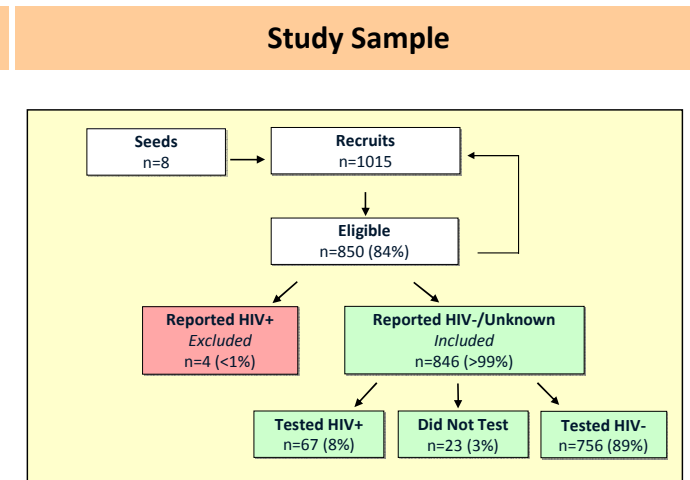 Study Sample
Seeds
n=8
Recruits
n=1015
Eligible
n=850 (84%)
Reported HIV+
Excluded
n=4 (<1%)
Reported HIV-/Unknown
Included
n=846 (>99%)
Tested HIV+
n=67 (8%)
Did Not Test
n=23 (3%)
Tested HIV-
n=756 (89%)